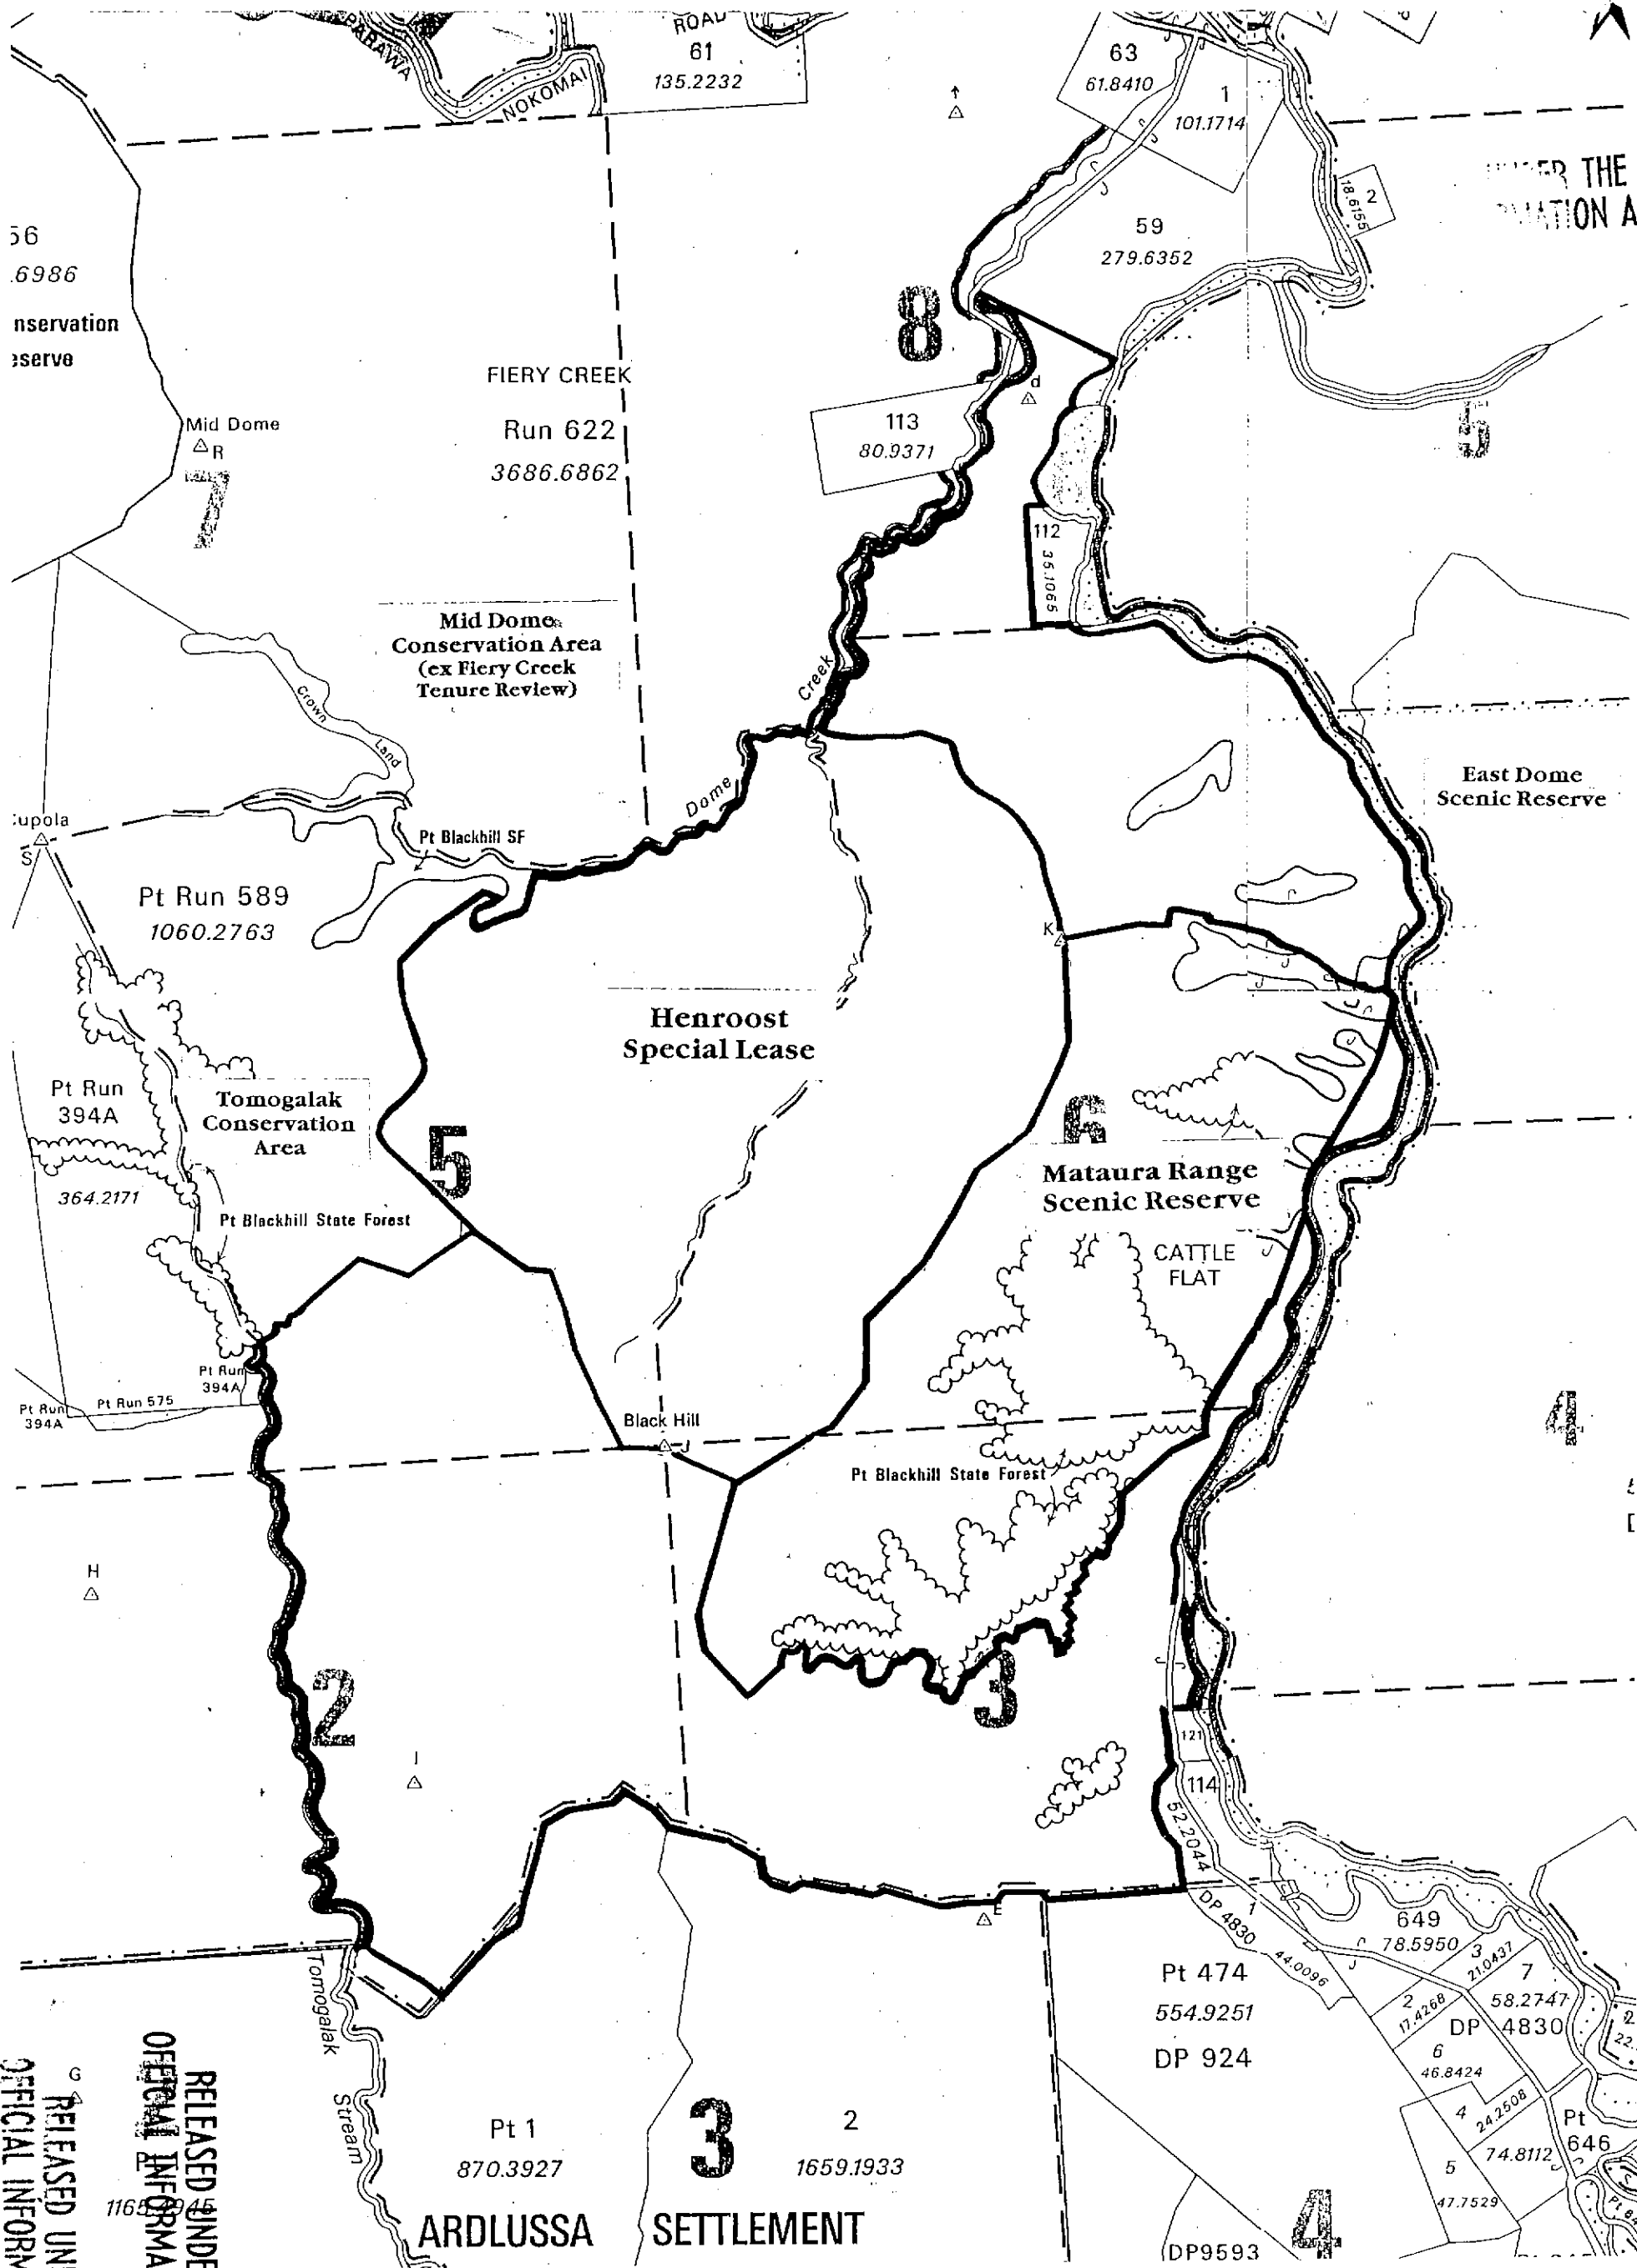 PARAWA
NOKOMAI
ROAD
61
135.2232
63
61.8410
1
101.1714
THE
2
18.6155
59
279.6352
56
.6986
nservation
eserve
8
FIERY CREEK
Run 622
3686.6862
Mid Dome
R
7
113
80.9371
d
5
112
35.1065
Mid Dome
Conservation Area
(ex Fiery Creek
Tenure Review)
Creek
Crown
Land
Dome
East Dome
Scenic Reserve
upola
S
Pt Blackhill SF
Pt Run 589
1060.2763
K
Henroost
Special Lease
Pt Run
394A
364.2171
Tomogalak
Conservation
Area
5
6
Mataura Range
Scenic Reserve
Pt Blackhill State Forest
CATTLE
FLAT
Pt Run
394A
Pt Run 575
Pt Run
394A
Black Hill
J
4
Pt Blackhill State Forest
H
2
3
I
121
114
52.2044
E
DP 4830
1
44.0096
649
78.5950
3
21.0437
7
58.2747
2
17.4268
DP 4830
6
46.8424
2
22.
Pt 474
554.9251
DP 924
Tomogalak
Stream
G
RELEASED UNDE
OFFICIAL INFORMA
RELEASED UN
OFFICIAL INFORM
Pt 1
870.3927
3
2
1659.1933
4
24.2508
Pt
646
74.8112
5
47.7529
ARDLUSSA SETTLEMENT
DP9593
4